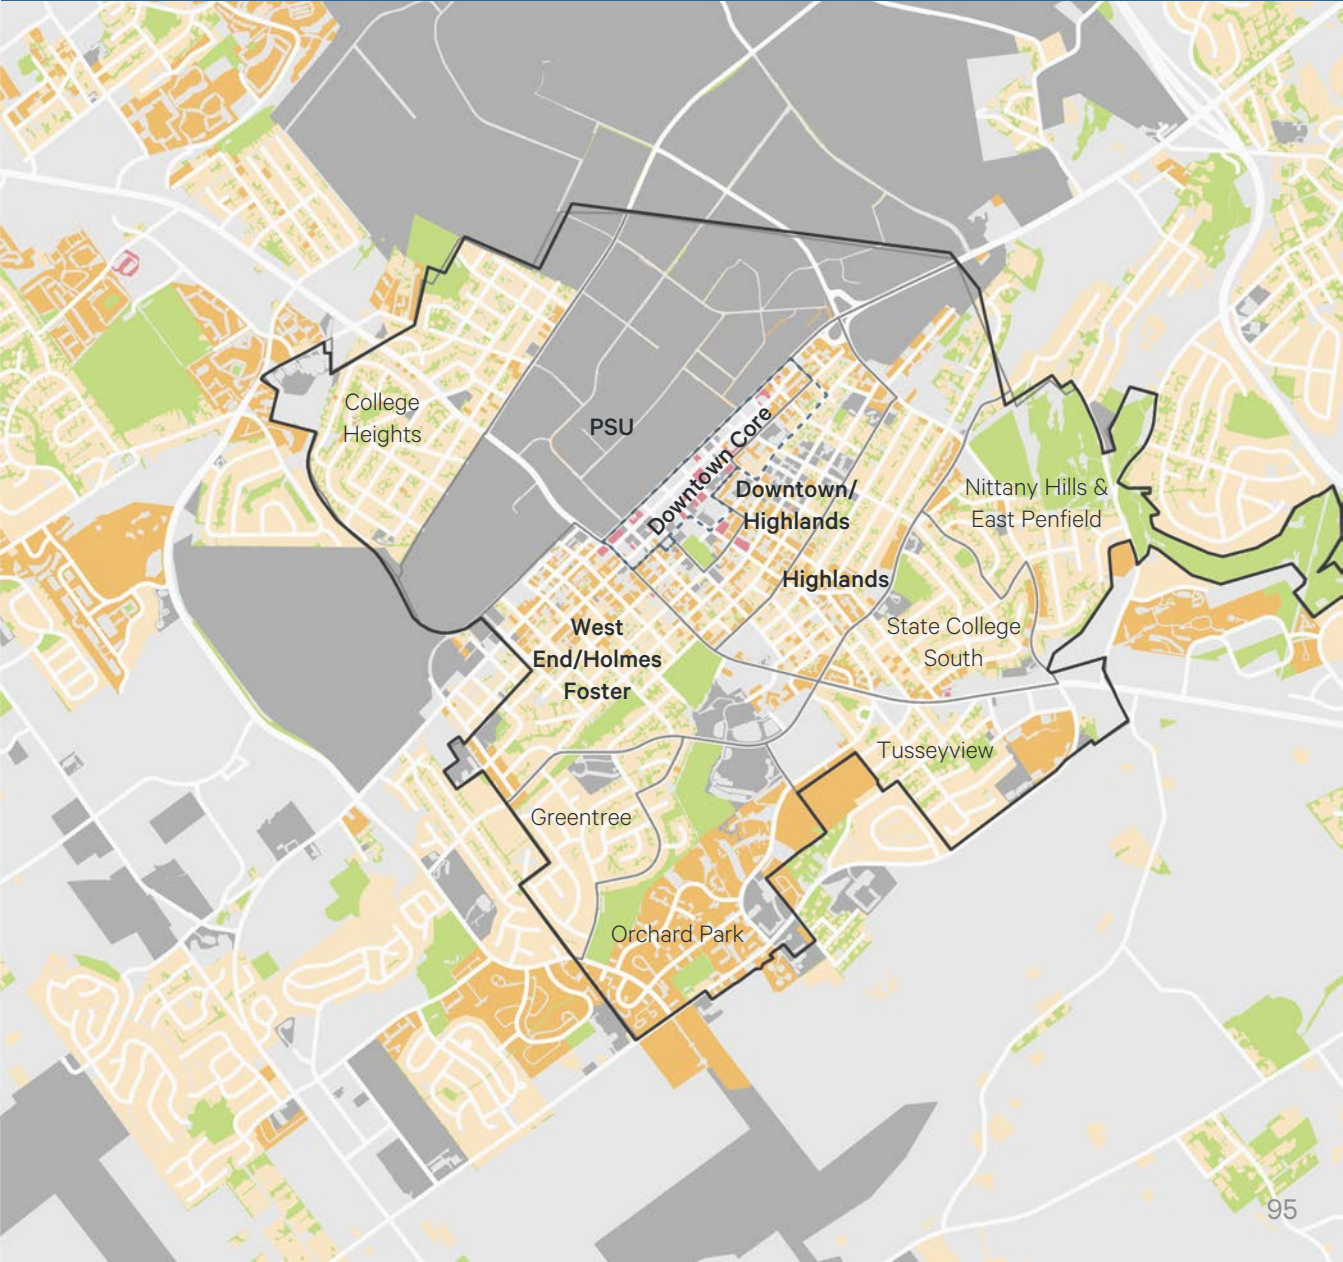 College
Heights
PSU
Downtown Core
Downtown/
Highlands
Nittany Hills &
East Penfield
Highlands
West
End/Holmes
Foster
State College
South
Tusseyview
Greentree
Orchard Park
95